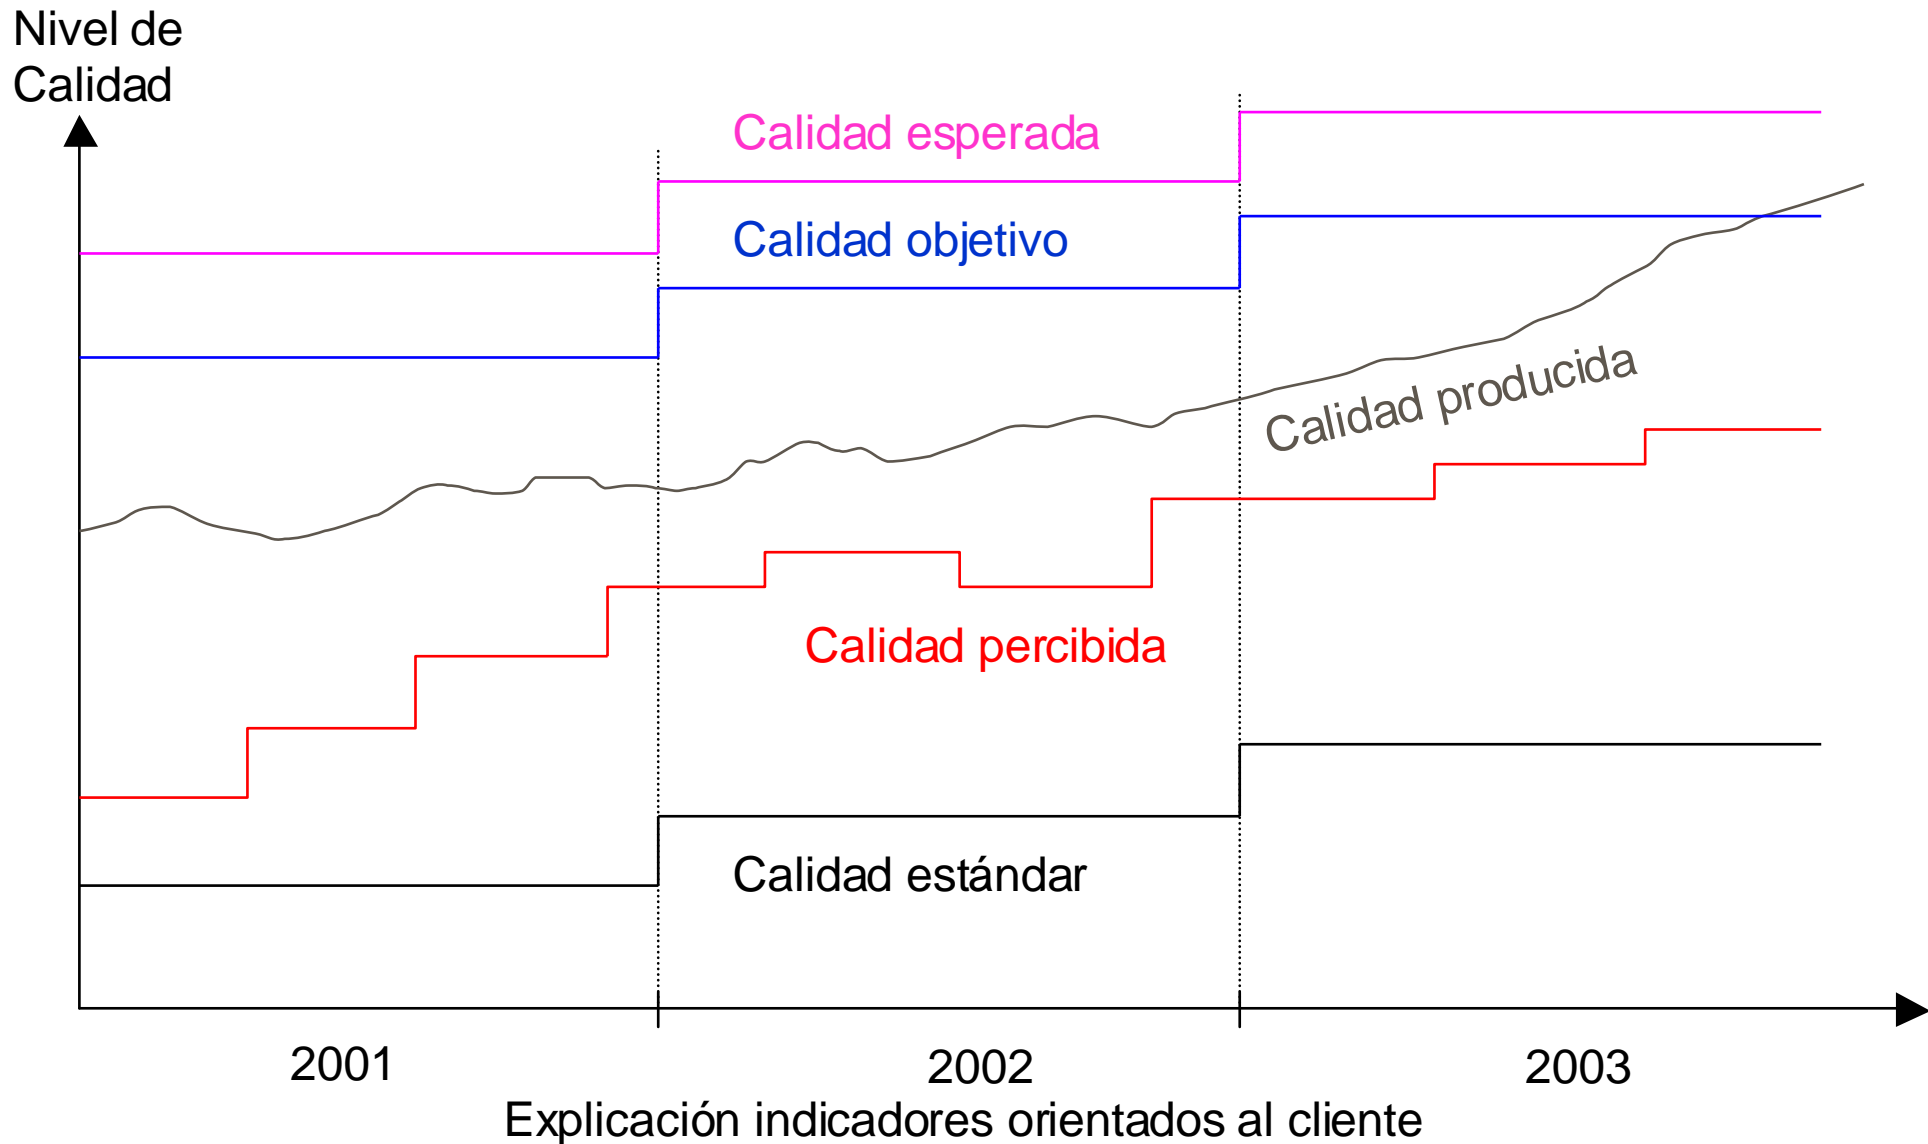 Nivel de
Calidad
Calidad esperada
Calidad objetivo
Calidad producida
Calidad percibida
Calidad estándar
2001
2002
2003
Explicación indicadores orientados al cliente